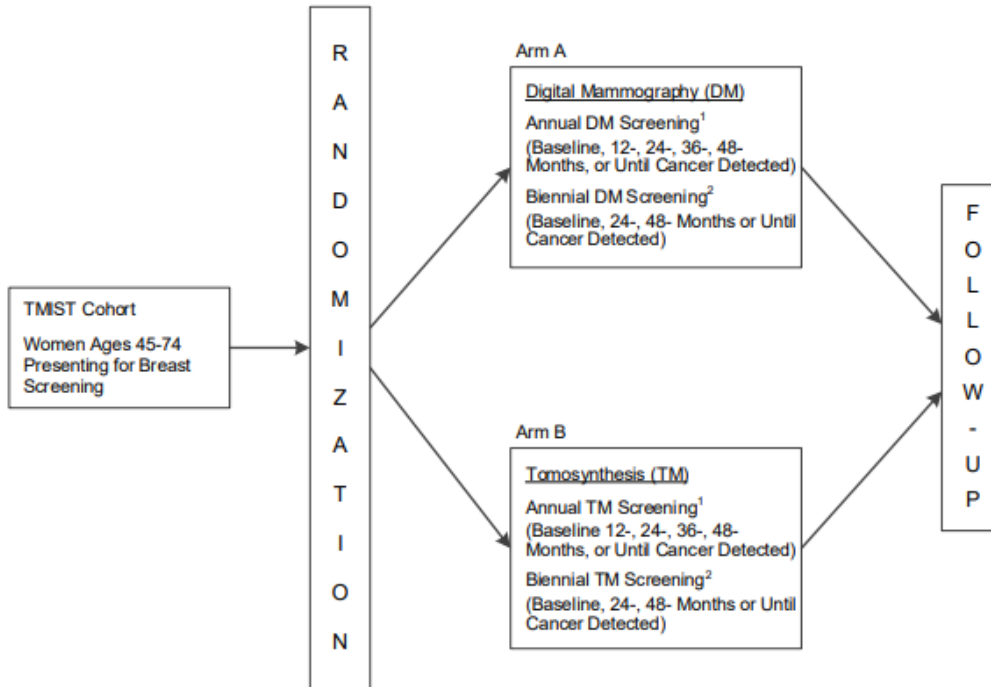 TMIST Cohort
Women Ages 45-74
Presenting for Breast
Screening
R
A
N
D
O
M
I
Z
A
T
I
O
N
Arm A
Digital Mammography (DM)
Annual DM Screening¹
(Baseline, 12-, 24-, 36-, 48-
Months, or Until Cancer Detected)
Biennial DM Screening²
(Baseline, 24-, 48- Months or Until
Cancer Detected)
Arm B
Tomosynthesis (TM)
Annual TM Screening¹
(Baseline 12-, 24-, 36-, 48-
Months, or Until Cancer Detected)
Biennial TM Screening²
(Baseline, 24-, 48- Months or Until
Cancer Detected)
F
O
L
L
O
W
-
U
P